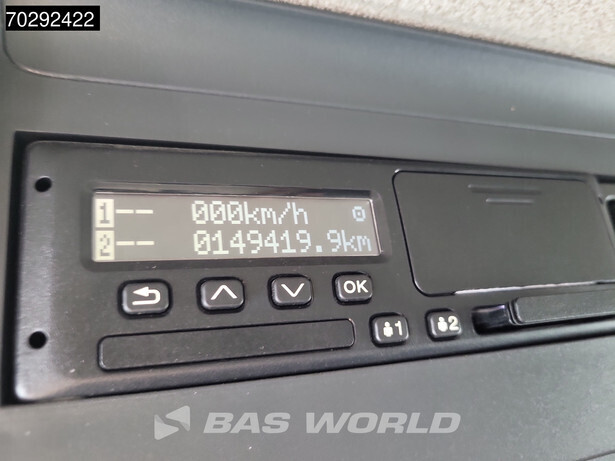 70292422
1-- 000km/h
2-- 0149419.9km
OK
1 2
BAS WORLD